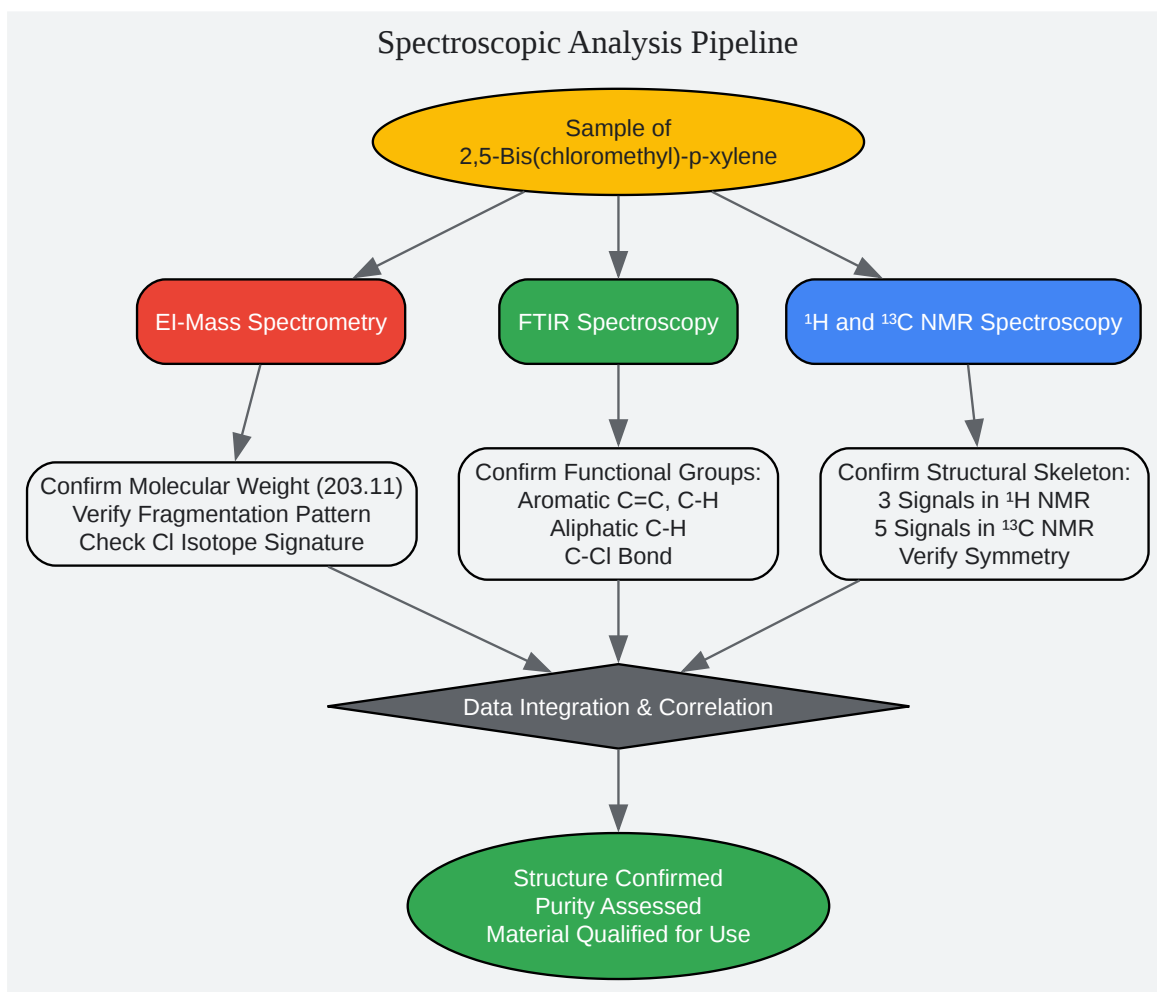 Spectroscopic Analysis Pipeline
Sample of
2,5-Bis(chloromethyl)-p-xylene
EI-Mass Spectrometry
FTIR Spectroscopy
¹H and ¹³C NMR Spectroscopy
Confirm Molecular Weight (203.11)
Verify Fragmentation Pattern
Check Cl Isotope Signature
Confirm Functional Groups:
Aromatic C=C, C-H
Aliphatic C-H
C-Cl Bond
Confirm Structural Skeleton:
3 Signals in ¹H NMR
5 Signals in ¹³C NMR
Verify Symmetry
Data Integration & Correlation
Structure Confirmed
Purity Assessed
Material Qualified for Use